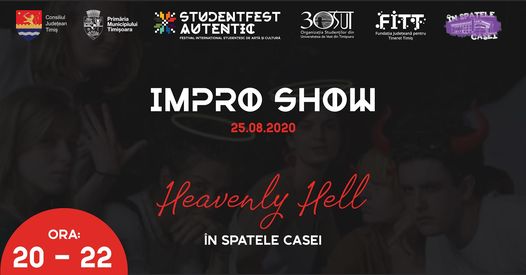 Consiliul
Județean
Timiș
Primăria
Municipiului
Timișoara
STUDENTFEST
AUTENTIC
FESTIVAL INTERNAȚIONAL STUDENȚESC DE ARTĂ ȘI CULTURĂ
30 OSUT
Organizația Studenților din
Universitatea de Vest din Timișoara
FITT
Fundația Județeană pentru
Tineret Timiș
ÎN SPATELE
CASEI
IMPRO SHOW
25.08.2020
Heavenly Hell
ÎN SPATELE CASEI
ORA:
20 - 22